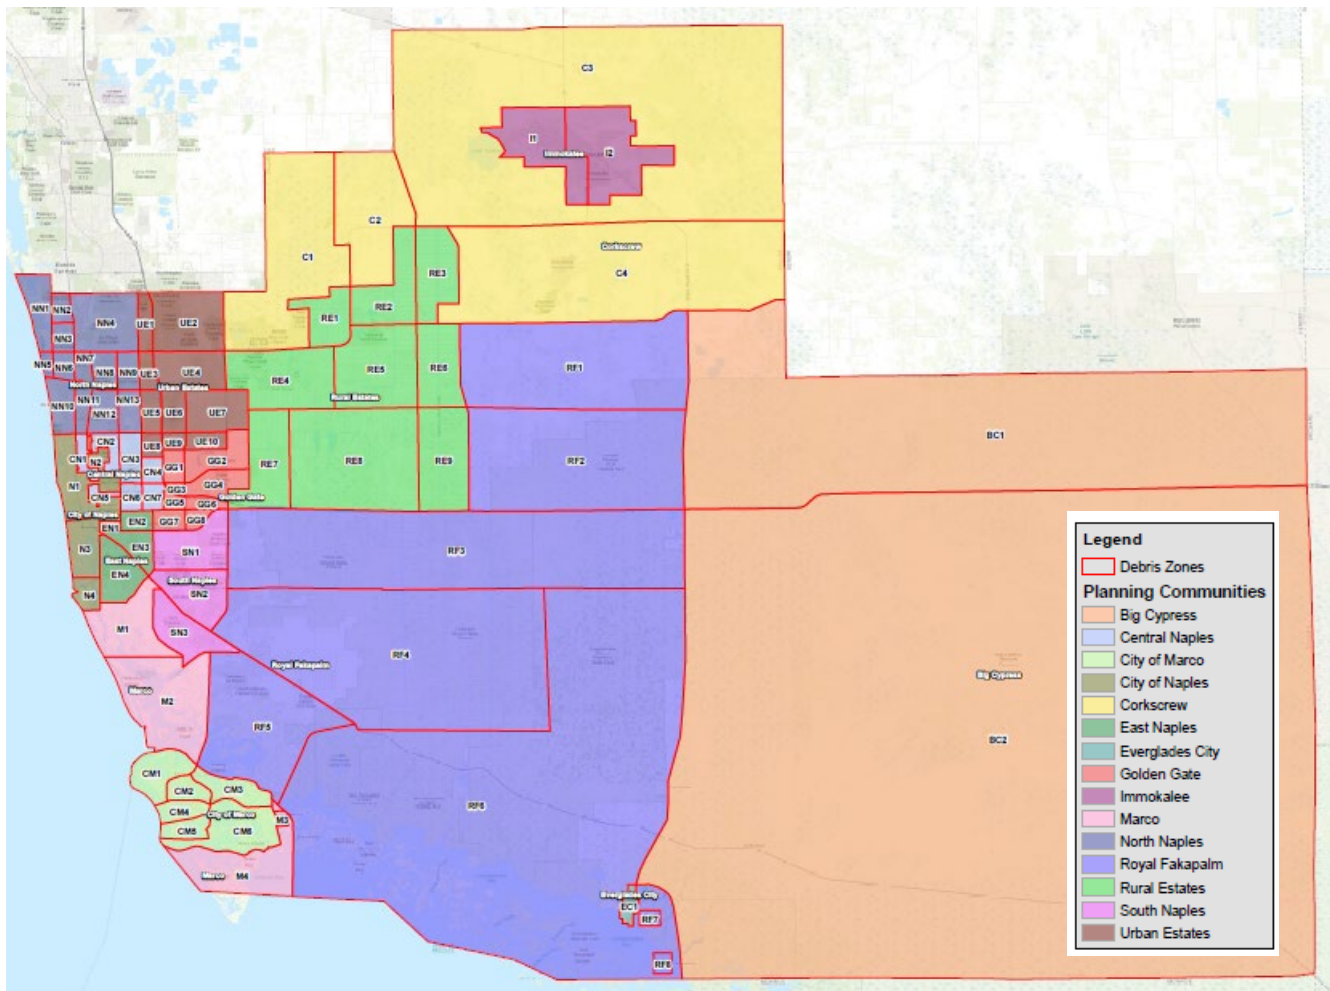 C3
I1
Immokalee
I2
C2
Corkscrew
C1
RE3
C4
NN1
NN2
RE2
NN4
UE1
UE2
RE1
NN3
NN5
NN6
NN7
NN8
NN9
UE3
UE4
RE4
RE5
RE6
RF1
North Naples
Urban Estates
Rural Estates
NN10
NN11
NN12
NN13
UE5
UE6
UE7
BC1
CN2
UE8
UE9
UE10
CN1
N2
CN3
GG1
GG2
RE7
RE8
RE9
RF2
Central Naples
CN4
N1
GG3
GG4
CN5
CN6
CN7
GG5
GG6
Golden Gate
City of Naples
EN1
EN2
GG7
GG8
N3
EN3
SN1
RF3
East Naples
EN4
South Naples
N4
SN2
M1
SN3
RF4
Royal Fakapalm
Big Cypress
Marco
M2
RF5
BC2
CM1
CM2
CM3
RF6
CM4
City of Marco
M3
CM5
CM6
Marco
M4
Everglades City
EC1
RF7
RF8
Legend
Debris Zones
Planning Communities
Big Cypress
Central Naples
City of Marco
City of Naples
Corkscrew
East Naples
Everglades City
Golden Gate
Immokalee
Marco
North Naples
Royal Fakapalm
Rural Estates
South Naples
Urban Estates